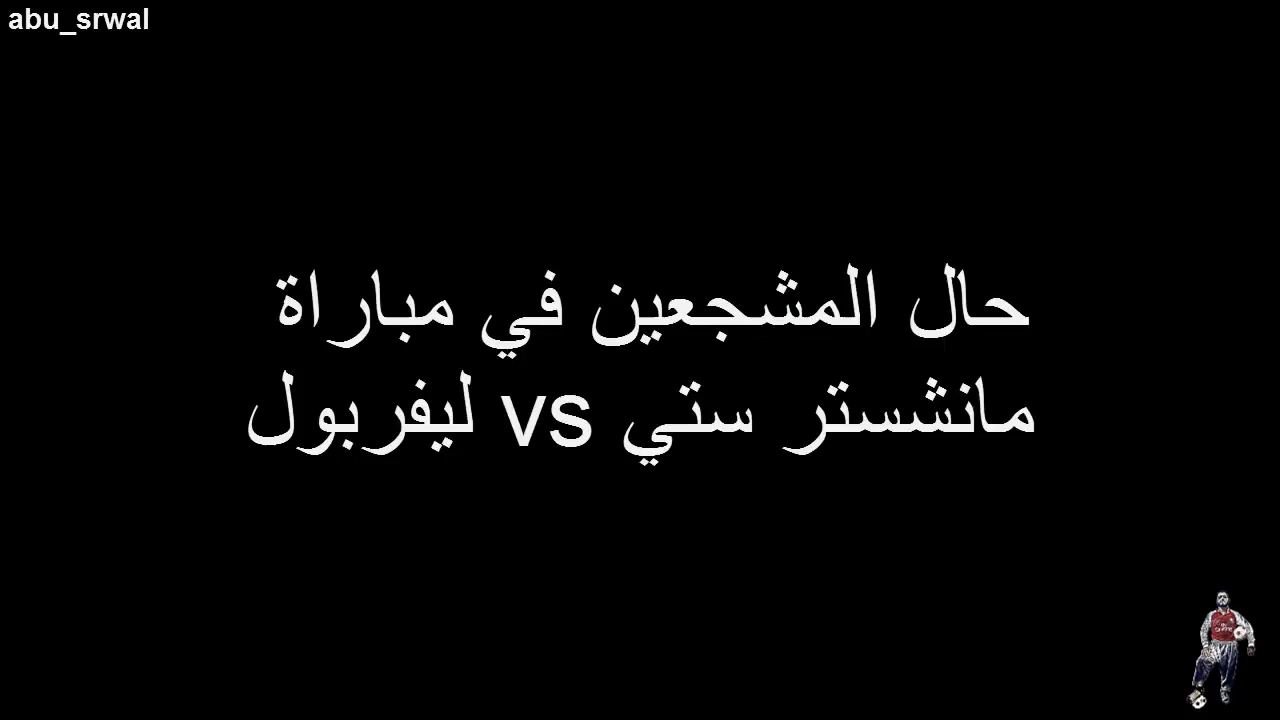 abu_srwal
حال المشجعين في مباراة
مانشستر ستي vs ليفربول